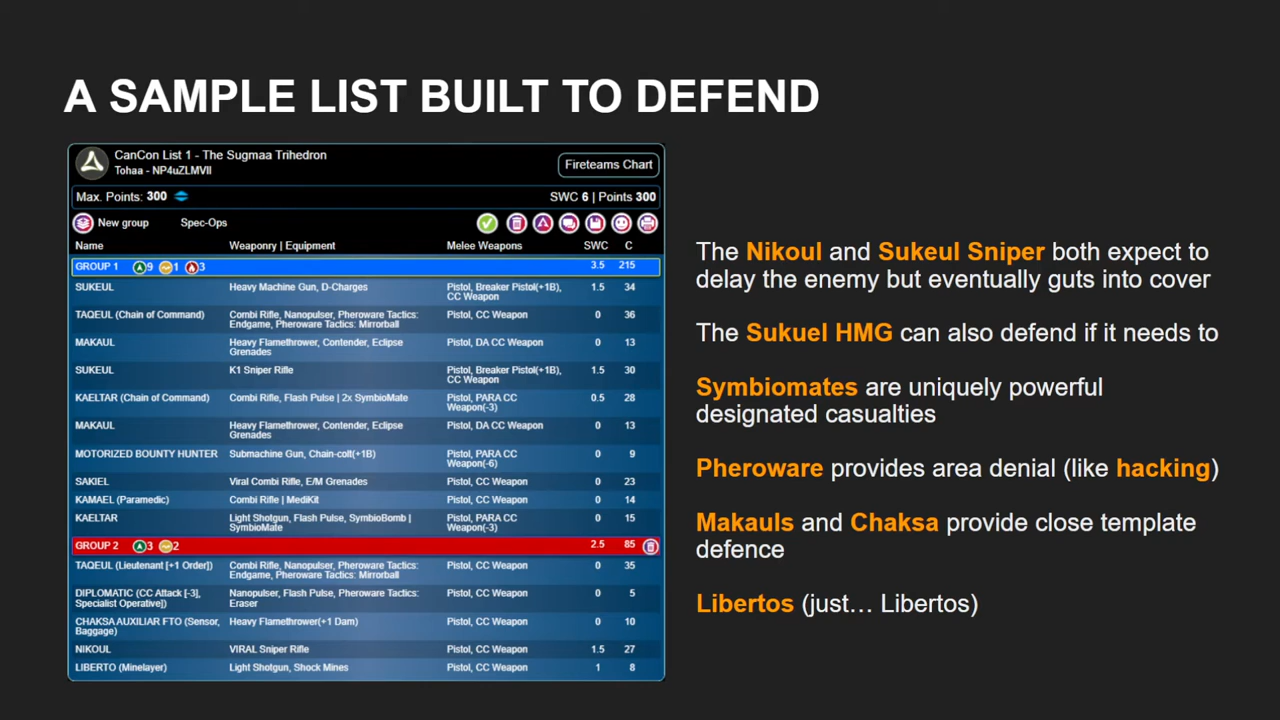 A SAMPLE LIST BUILT TO DEFEND
CanCon List 1 - The Sugmaa Trihedron
Tohaa - NP4uZLMVII
Fireteams Chart
Max. Points: 300
SWC 6 | Points 300
New group Spec-Ops
Name Weaponry | Equipment Melee Weapons SWC C
GROUP 1 9 1 3 3.5 215
SUKEUL Heavy Machine Gun, D-Charges Pistol, Breaker Pistol(+1B), 1.5 34
CC Weapon
TAQEUL (Chain of Command) Combi Rifle, Nanopulser, Pheroware Tactics: Pistol, CC Weapon 0 36
Endgame, Pheroware Tactics: Mirrorball
MAKAUL Heavy Flamethrower, Contender, Eclipse Pistol, DA CC Weapon 0 13
Grenades
SUKEUL K1 Sniper Rifle Pistol, Breaker Pistol(+1B), 1.5 30
CC Weapon
KAELTAR (Chain of Command) Combi Rifle, Flash Pulse | 2x SymbioMate Pistol, PARA CC 0.5 28
Weapon(-3)
MAKAUL Heavy Flamethrower, Contender, Eclipse Pistol, DA CC Weapon 0 13
Grenades
MOTORIZED BOUNTY HUNTER Submachine Gun, Chain-colt(+1B) Pistol, PARA CC 0 9
Weapon(-6)
SAKIEL Viral Combi Rifle, E/M Grenades Pistol, CC Weapon 0 23
KAMAEL (Paramedic) Combi Rifle | MediKit Pistol, CC Weapon 0 14
KAELTAR Light Shotgun, Flash Pulse, SymbioBomb | Pistol, PARA CC 0 15
SymbioMate Weapon(-3)
GROUP 2 3 2 2.5 85
TAQEUL (Lieutenant [+1 Order]) Combi Rifle, Nanopulser, Pheroware Tactics: Pistol, CC Weapon 0 35
Endgame, Pheroware Tactics: Mirrorball
DIPLOMATIC (CC Attack [-3], Nanopulser, Flash Pulse, Pheroware Tactics: Pistol, CC Weapon 0 5
Specialist Operative]) Eraser
CHAKSA AUXILIAR FTO (Sensor, Heavy Flamethrower(+1 Dam) Pistol, CC Weapon 0 10
Baggage)
NIKOUL VIRAL Sniper Rifle Pistol, CC Weapon 1.5 27
LIBERTO (Minelayer) Light Shotgun, Shock Mines Pistol, CC Weapon 1 8
The Nikoul and Sukeul Sniper both expect to
delay the enemy but eventually guts into cover
The Sukuel HMG can also defend if it needs to
Symbiomates are uniquely powerful
designated casualties
Pheroware provides area denial (like hacking)
Makauls and Chaksa provide close template
defence
Libertos (just… Libertos)